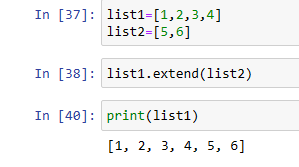 In [37]: list1=[1,2,3,4]
list2=[5,6]
In [38]: list1.extend(list2)
In [40]: print(list1)
[1, 2, 3, 4, 5, 6]